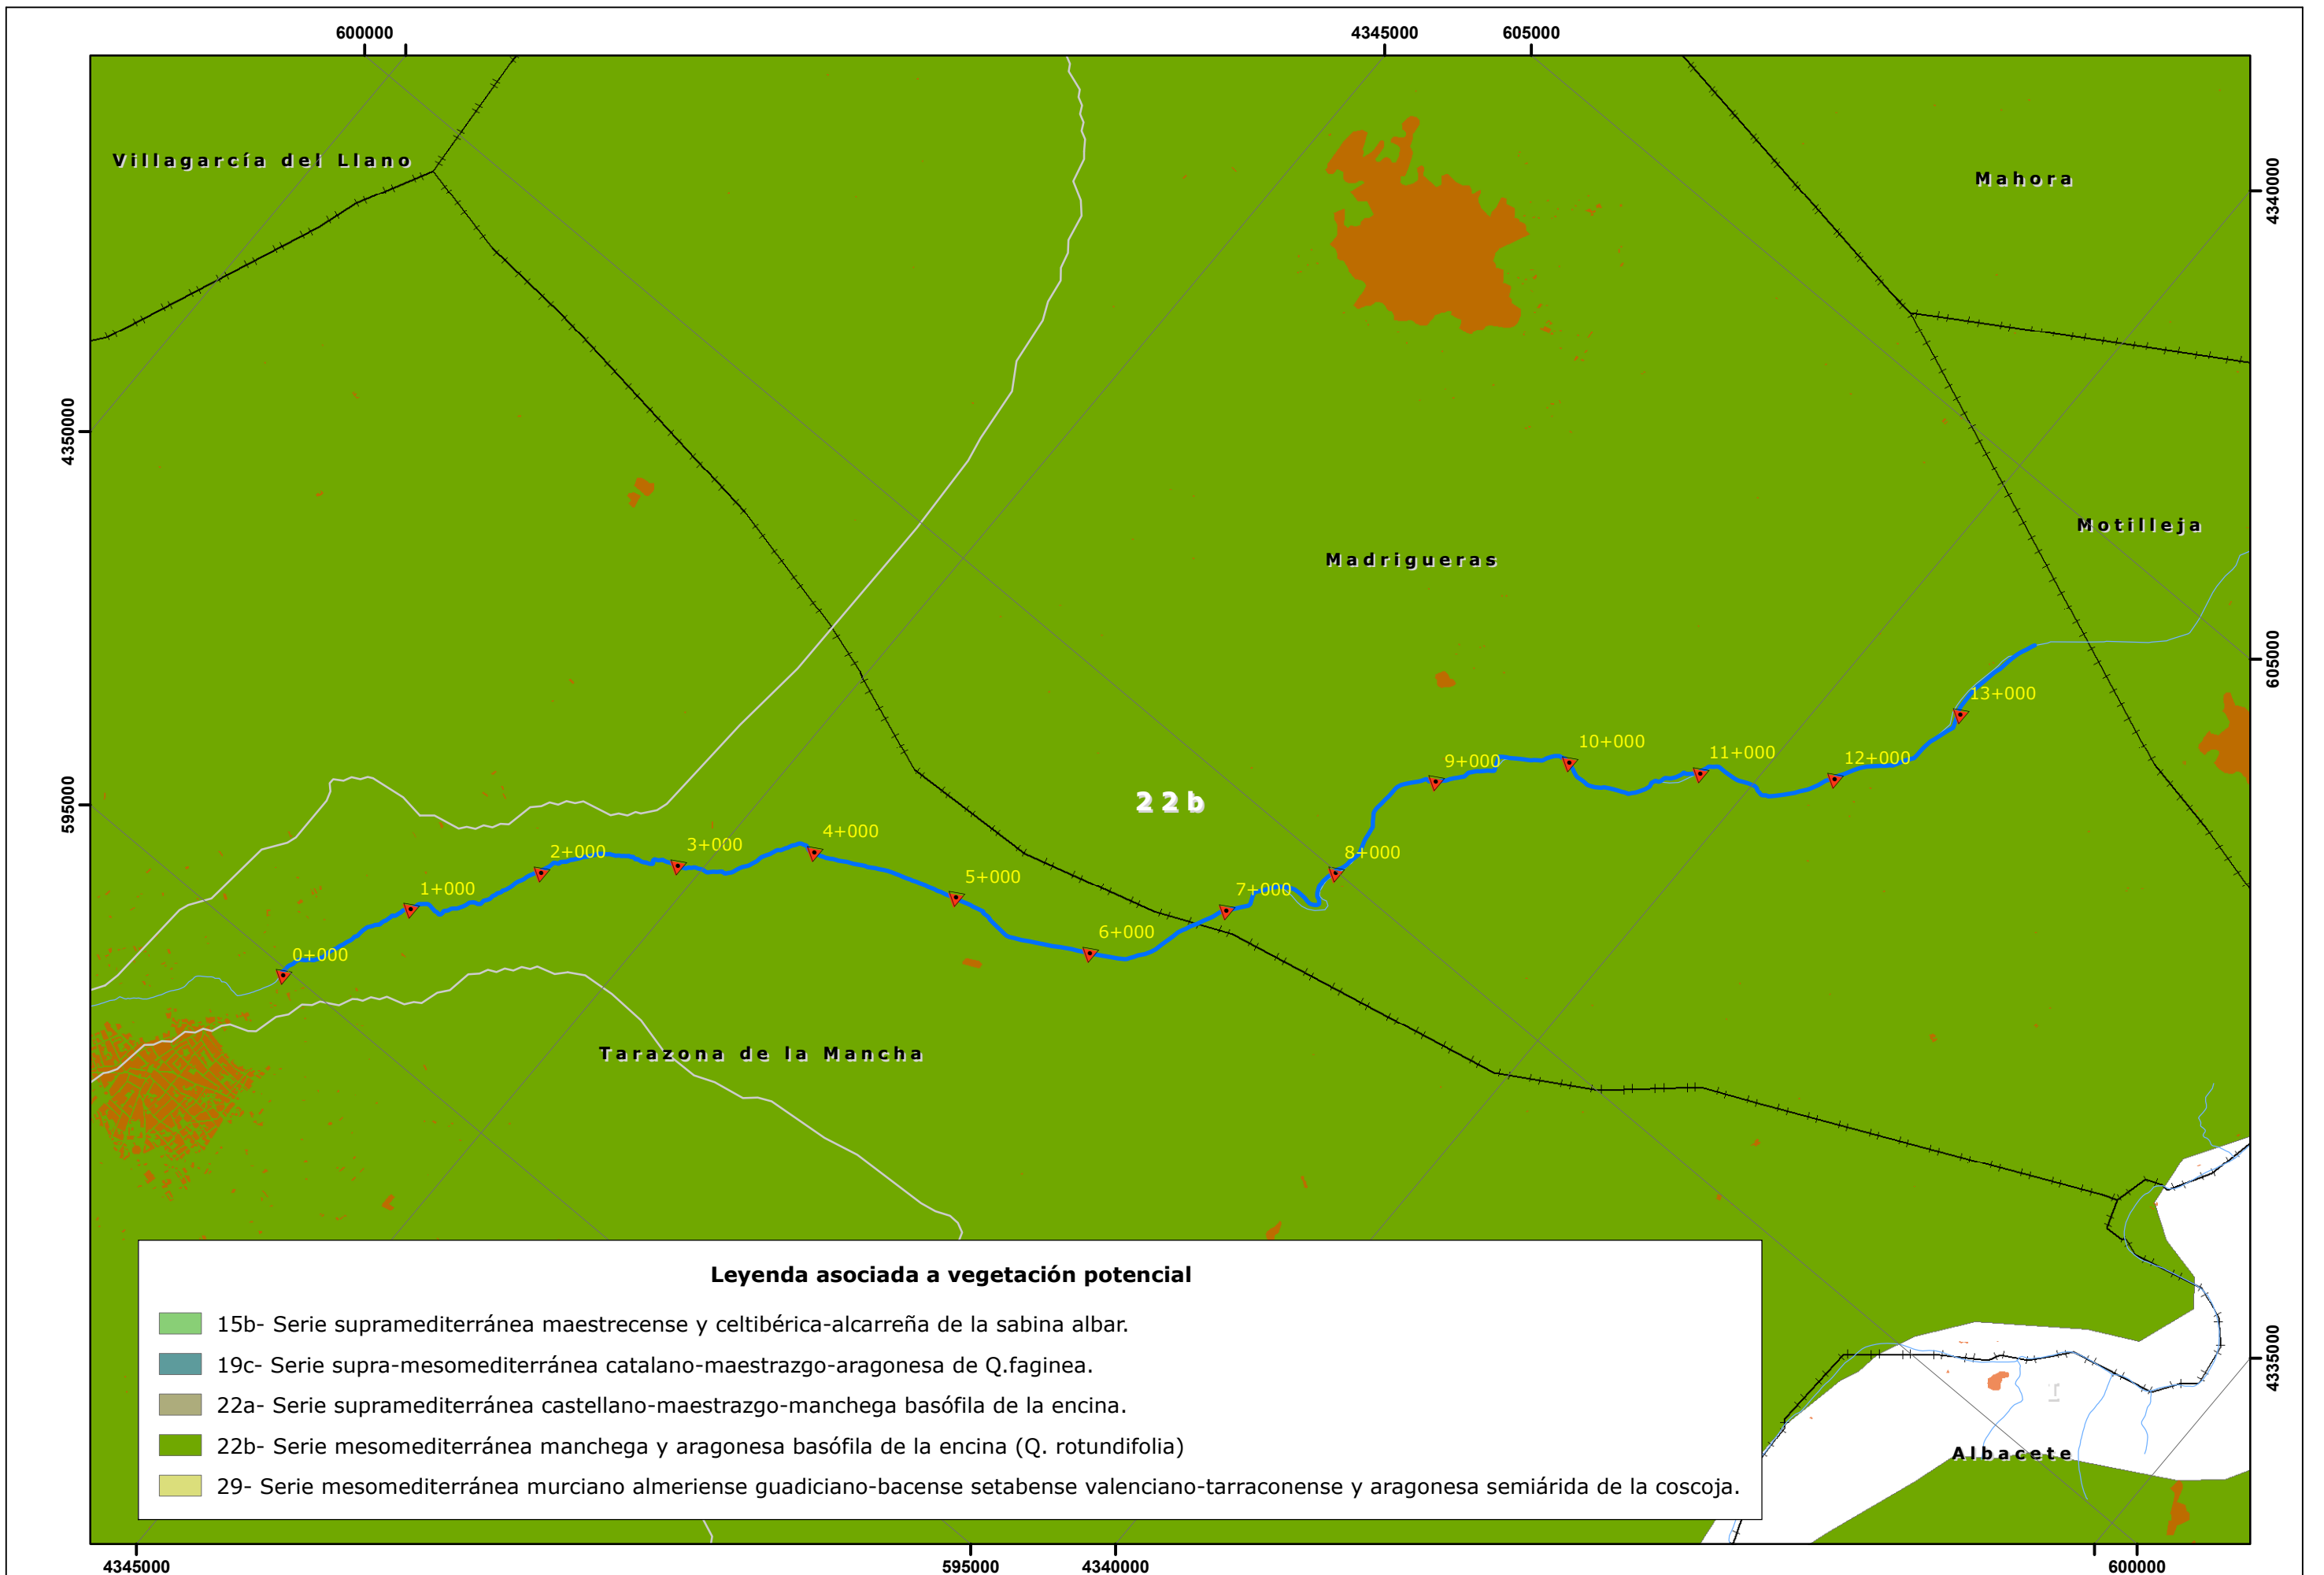 600000
4345000
605000
Villagarcía del Llano
Mahora
4340000
4350000
Motilleja
Madrigueras
605000
13+000
595000
10+000
11+000
12+000
9+000
22b
4+000
3+000
2+000
8+000
5+000
1+000
7+000
6+000
0+000
Tarazona de la Mancha
Leyenda asociada a vegetación potencial
15b- Serie supramediterránea maestrecense y celtibérica-alcarreña de la sabina albar.
19c- Serie supra-mesomediterránea catalano-maestrazgo-aragonesa de Q.faginea.
22a- Serie supramediterránea castellano-maestrazgo-manchega basófila de la encina.
22b- Serie mesomediterránea manchega y aragonesa basófila de la encina (Q. rotundifolia)
29- Serie mesomediterránea murciano almeriense guadiciano-bacense setabense valenciano-tarraconense y aragonesa semiárida de la coscoja.
4335000
Albacete
4345000
595000
4340000
600000